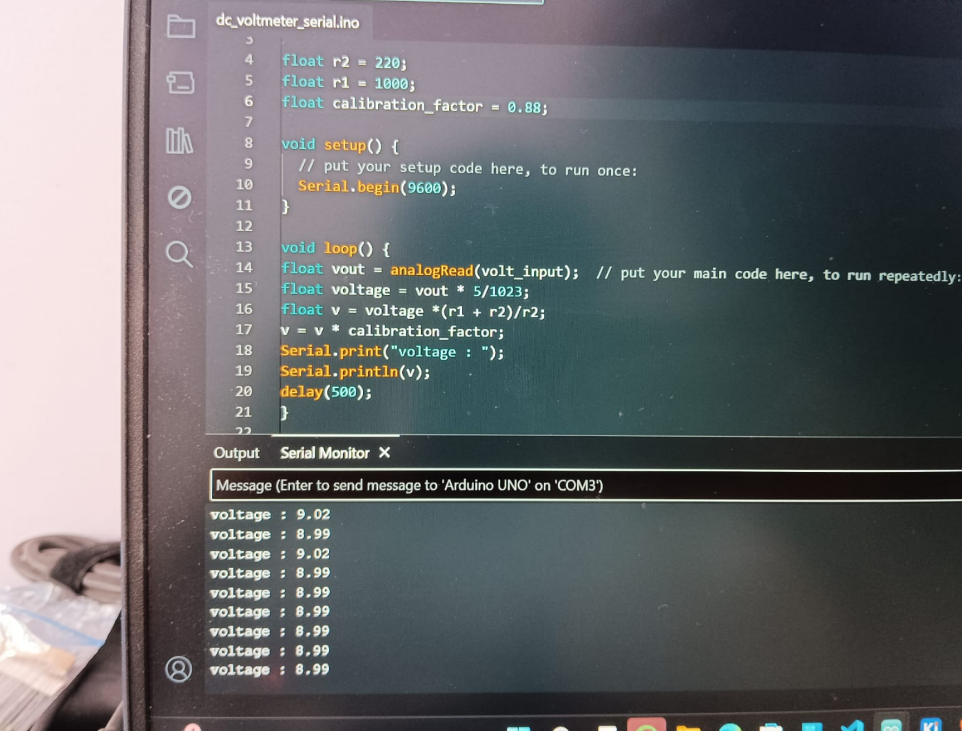 dc_voltmeter_serial.ino
3
4 float r2 = 220;
5 float r1 = 1000;
6 float calibration_factor = 0.88;
7
8 void setup() {
9 // put your setup code here, to run once:
10 Serial.begin(9600);
11 }
12
13 void loop() {
14 float vout = analogRead(volt_input); // put your main code here, to run repeatedly:
15 float voltage = vout * 5/1023;
16 float v = voltage *(r1 + r2)/r2;
17 v = v * calibration_factor;
18 Serial.print("voltage : ");
19 Serial.println(v);
20 delay(500);
21 }
22
Output Serial Monitor ✕
Message (Enter to send message to 'Arduino UNO' on 'COM3')
voltage : 9.02
voltage : 8.99
voltage : 9.02
voltage : 8.99
voltage : 8.99
voltage : 8.99
voltage : 8.99
voltage : 8.99
voltage : 8.99
Ki